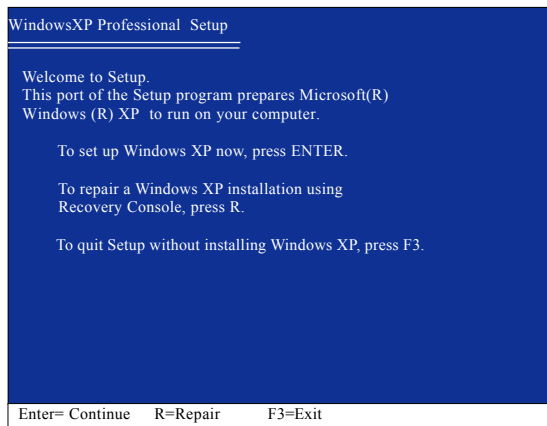 WindowsXP Professional  Setup
Welcome to Setup.
This port of the Setup program prepares Microsoft(R)
Windows (R) XP  to run on your computer.
To set up Windows XP now, press ENTER.
To repair a Windows XP installation using
Recovery Console, press R.
To quit Setup without installing Windows XP, press F3.
Enter= Continue    R=Repair    F3=Exit